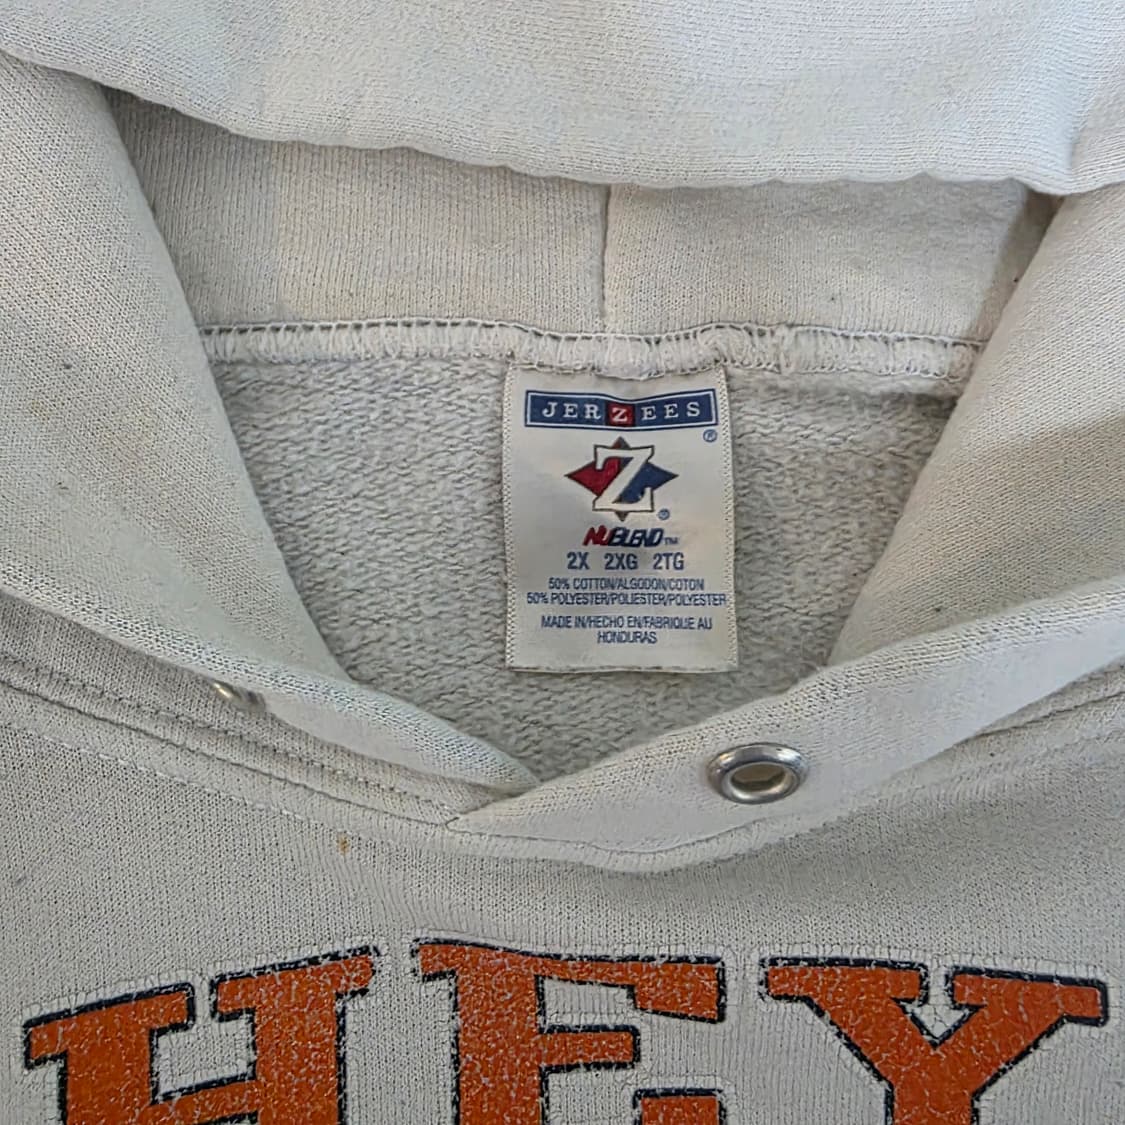 JERZEES
®
Z
®
NUBLEND™
2X 2XG 2TG
50% COTTON/ALGODON/COTON
50% POLYESTER/POLIESTER/POLYESTER
MADE IN/HECHO EN/FABRIQUE AU
HONDURAS
HEY